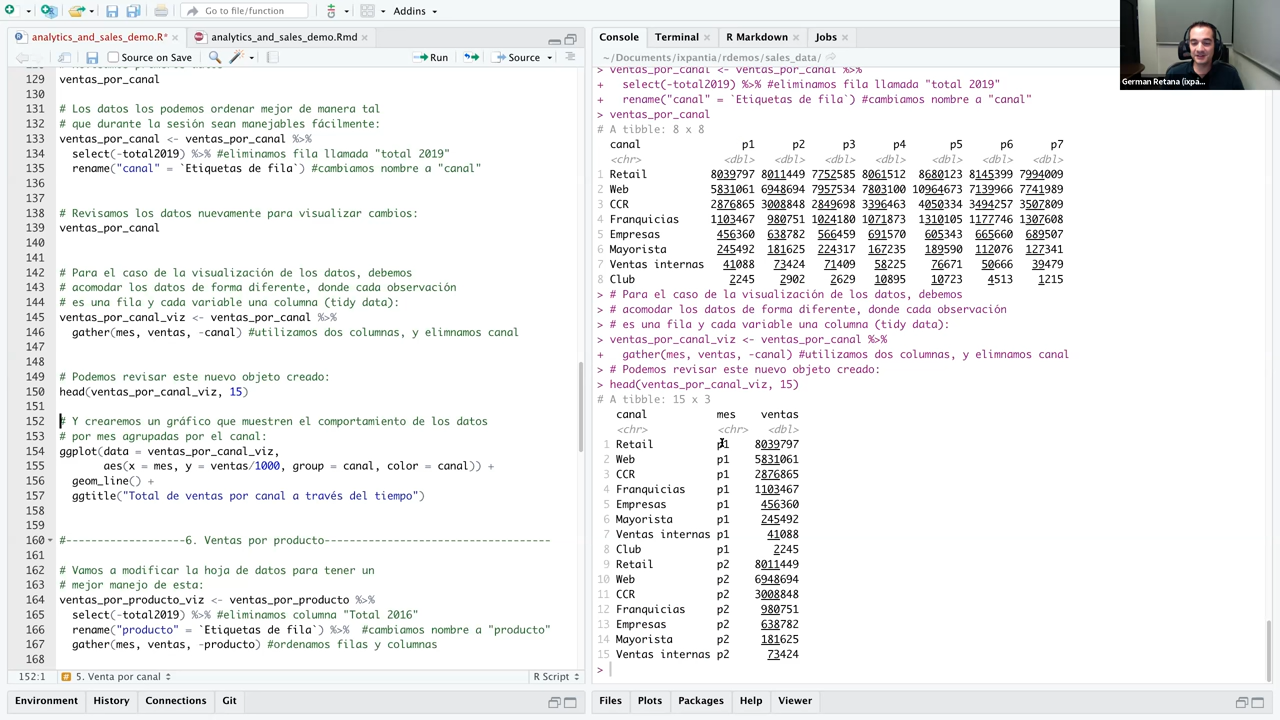 Go to file/function
Addins
analytics_and_sales_demo.R*
analytics_and_sales_demo.Rmd
Source on Save
Run
Source
129 ventas_por_canal
130
131 # Los datos los podemos ordenar mejor de manera tal
132 # que durante la sesión sean manejables fácilmente:
133 ventas_por_canal <- ventas_por_canal %>%
134 select(-total2019) %>% #eliminamos fila llamada "total 2019"
135 rename("canal" = `Etiquetas de fila`) #cambiamos nombre a "canal"
136
137
138 # Revisamos los datos nuevamente para visualizar cambios:
139 ventas_por_canal
140
141
142 # Para el caso de la visualización de los datos, debemos
143 # acomodar los datos de forma diferente, donde cada observación
144 # es una fila y cada variable una columna (tidy data):
145 ventas_por_canal_viz <- ventas_por_canal %>%
146 gather(mes, ventas, -canal) #utilizamos dos columnas, y elimnamos canal
147
148
149 # Podemos revisar este nuevo objeto creado:
150 head(ventas_por_canal_viz, 15)
151
152 # Y crearemos un gráfico que muestren el comportamiento de los datos
153 # por mes agrupadas por el canal:
154 ggplot(data = ventas_por_canal_viz,
155 aes(x = mes, y = ventas/1000, group = canal, color = canal)) +
156 geom_line() +
157 ggtitle("Total de ventas por canal a través del tiempo")
158
159
160 #-------------------6. Ventas por producto------------------------------------
161
162 # Vamos a modificar la hoja de datos para tener un
163 # mejor manejo de esta:
164 ventas_por_producto_viz <- ventas_por_producto %>%
165 select(-total2019) %>% #eliminamos columna "Total 2016"
166 rename("producto" = `Etiquetas de fila`) %>% #cambiamos nombre a "producto"
167 gather(mes, ventas, -producto) #ordenamos filas y columnas
168
152:1 # 5. Venta por canal
R Script
Environment History Connections Git
Console Terminal R Markdown Jobs
~/Documents/ixpantia/rdemos/sales_data/
> ventas_por_canal <- ventas_por_canal %>%
+ select(-total2019) %>% #eliminamos fila llamada "total 2019"
+ rename("canal" = `Etiquetas de fila`) #cambiamos nombre a "canal"
> ventas_por_canal
# A tibble: 8 x 8
canal p1 p2 p3 p4 p5 p6 p7
<chr> <dbl> <dbl> <dbl> <dbl> <dbl> <dbl> <dbl>
1 Retail 8039797 8011449 7752585 8061512 8680123 8145399 7994009
2 Web 5831061 6948694 7957534 7803100 10964673 7139966 7741989
3 CCR 2876865 3008848 2849698 3396463 4050334 3494257 3507809
4 Franquicias 1103467 980751 1024180 1071873 1310105 1177746 1307608
5 Empresas 456360 638782 566459 691570 605343 665660 689507
6 Mayorista 245492 181625 224317 167235 189590 112076 127341
7 Ventas internas 41088 73424 71409 58225 76671 50666 39479
8 Club 2245 2902 2629 10895 10723 4513 1215
> # Para el caso de la visualización de los datos, debemos
> # acomodar los datos de forma diferente, donde cada observación
> # es una fila y cada variable una columna (tidy data):
> ventas_por_canal_viz <- ventas_por_canal %>%
+ gather(mes, ventas, -canal) #utilizamos dos columnas, y elimnamos canal
> # Podemos revisar este nuevo objeto creado:
> head(ventas_por_canal_viz, 15)
# A tibble: 15 x 3
canal mes ventas
<chr> <chr> <dbl>
1 Retail p1 8039797
2 Web p1 5831061
3 CCR p1 2876865
4 Franquicias p1 1103467
5 Empresas p1 456360
6 Mayorista p1 245492
7 Ventas internas p1 41088
8 Club p1 2245
9 Retail p2 8011449
10 Web p2 6948694
11 CCR p2 3008848
12 Franquicias p2 980751
13 Empresas p2 638782
14 Mayorista p2 181625
15 Ventas internas p2 73424
>
Files Plots Packages Help Viewer
German Retana (ixpa...